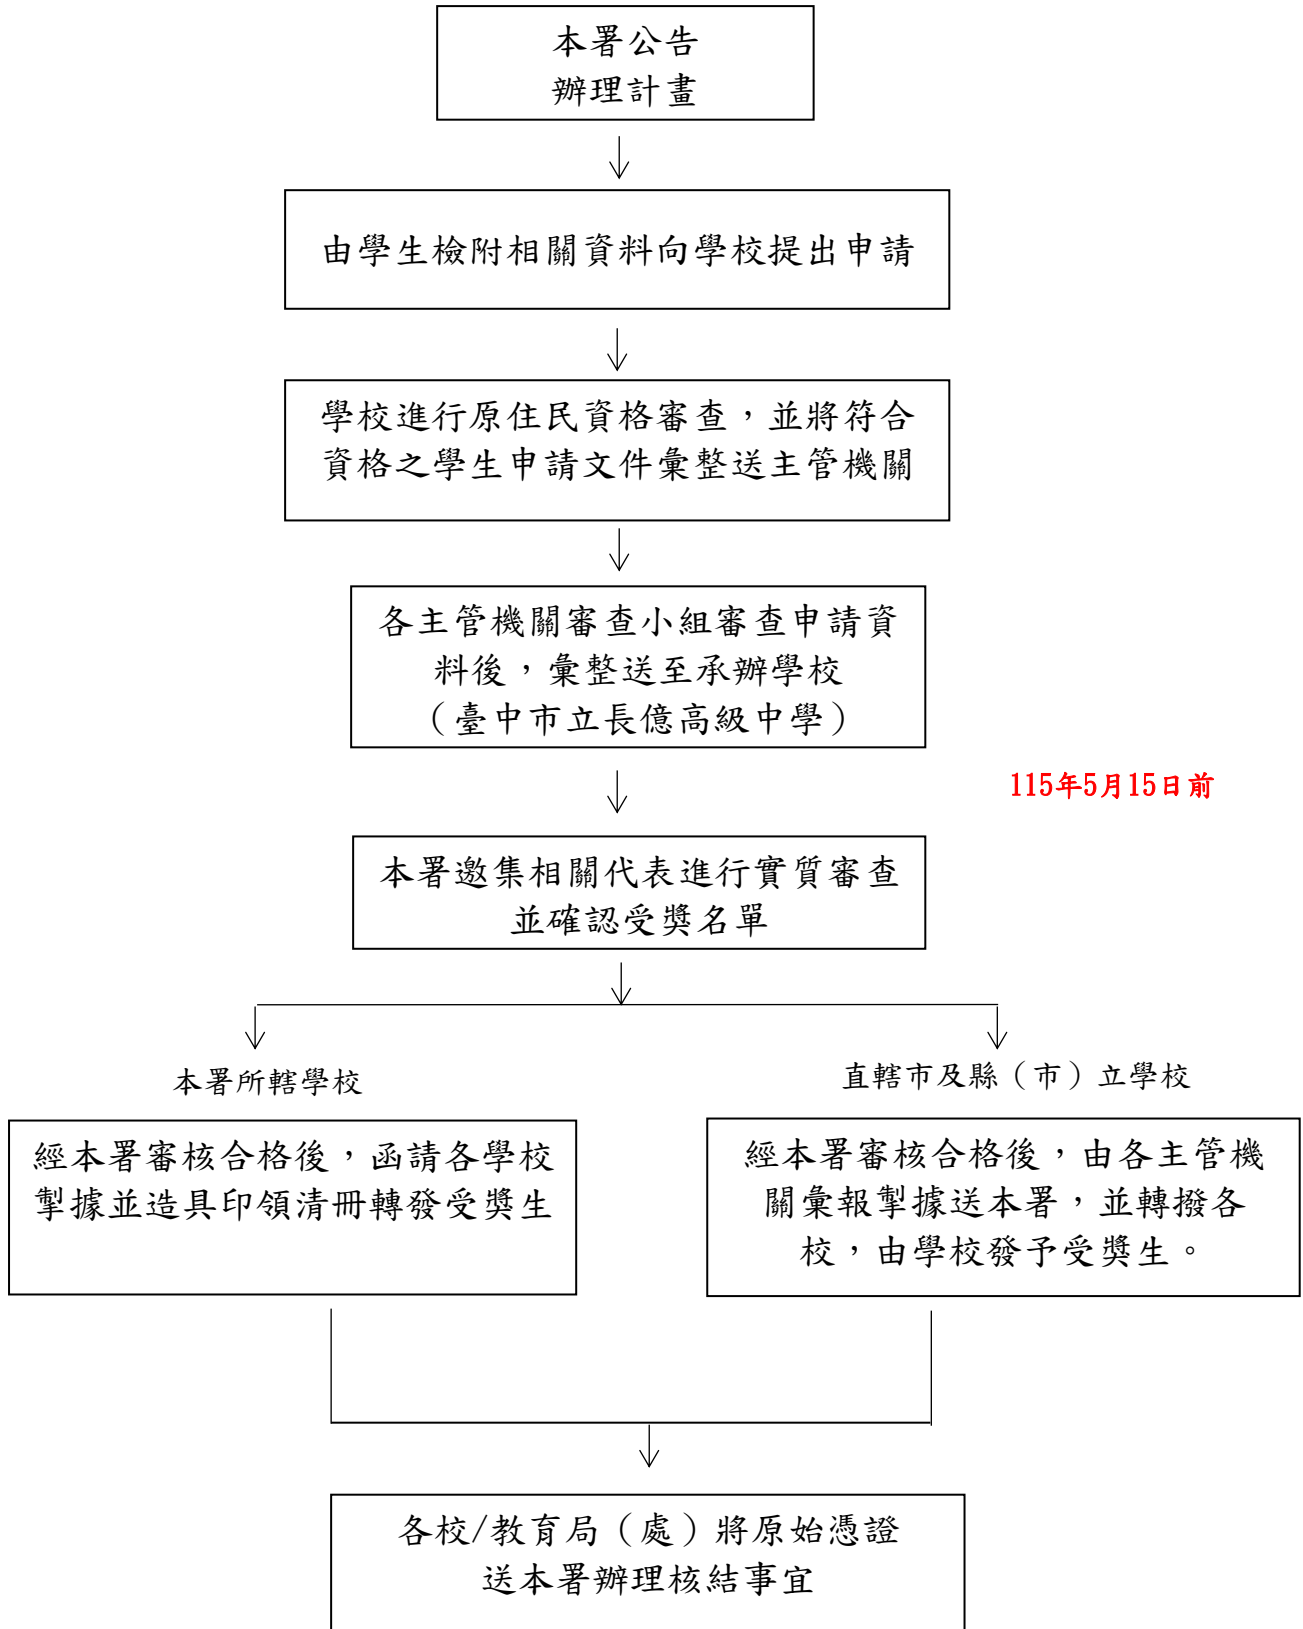 本署公告
辦理計畫
由學生檢附相關資料向學校提出申請
學校進行原住民資格審查，並將符合
資格之學生申請文件彙整送主管機關
各主管機關審查小組審查申請資
料後，彙整送至承辦學校
（臺中市立長億高級中學）
115年5月15日前
本署邀集相關代表進行實質審查
並確認受獎名單
本署所轄學校
直轄市及縣（市）立學校
經本署審核合格後，函請各學校
掣據並造具印領清冊轉發受獎生
經本署審核合格後，由各主管機
關彙報掣據送本署，並轉撥各
校，由學校發予受獎生。
各校/教育局（處）將原始憑證
送本署辦理核結事宜